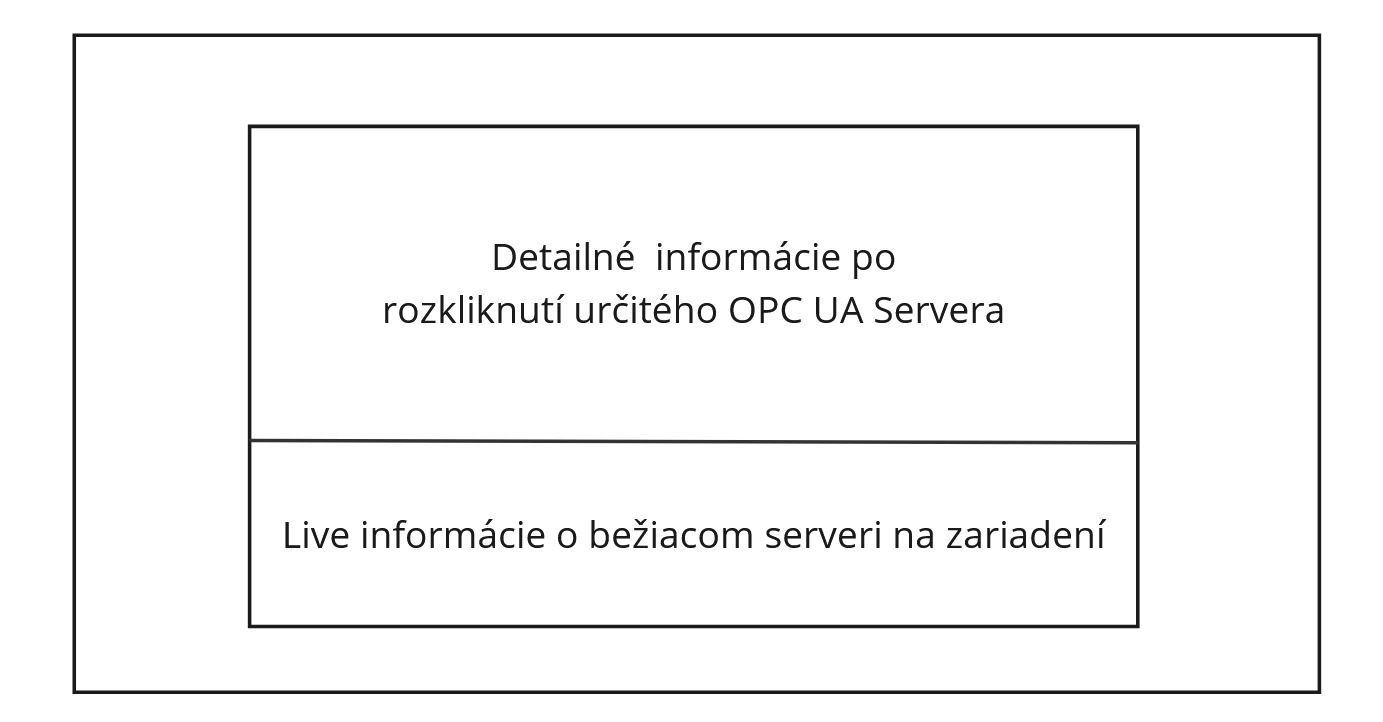 Detailné  informácie po
rozkliknutí určitého OPC UA Servera
Live informácie o bežiacom serveri na zariadení